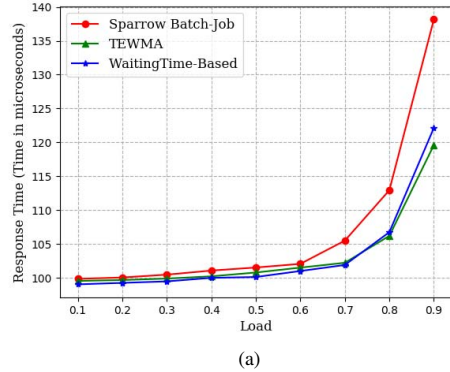 140
135
130
125
120
115
110
105
100
Response Time (Time in microseconds)
Sparrow Batch-Job
TEWMA
WaitingTime-Based
0.1 0.2 0.3 0.4 0.5 0.6 0.7 0.8 0.9
Load
(a)